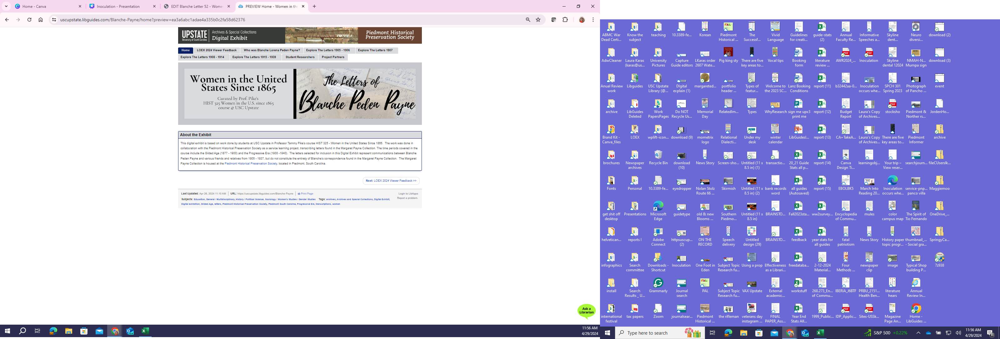 Home - Canva
Inoculation - Presentation
EDIT Blanche Letter 52 - Wome
PREVIEW Home - Women in the
uscupstate.libguides.com/Blanche-Payne/home?preview=ea3a6abc1adae4a335b0c2fa58d62376
UPSTATE
University of South Carolina
Archives & Special Collections
Digital Exhibit
Piedmont Historical
Preservation Society
Home LOEX 2024 Viewer Feedback Who was Blanche Lorena Peden Payne? Explore The Letters 1905 - 1906 Explore The Letters 1907
Explore The Letters 1908 - 1914 Explore The Letters 1915 - 1939 Student Researchers Project Partners
Women in the United
States Since 1865
Curated by Prof. Pike's
HIST 325 Women in the U.S. since 1865
course @ USC Upstate
The Letters of
Blanche Peden Payne
About the Exhibit
This digital exhibit is based on work done by students at USC Upstate in Professor Tammy Pike's course HIST 325 - Women in the United States Since 1865. The work was done in
collaboration with the Piedmont Historical Preservation Society as a service learning project, transcribing letters found in the Margaret Payne Collection. The time periods covered in the
course include the Gilded Age (1877 - 1900) and the Progressive Era (1900 -1940). The letters selected for inclusion in this Digital Exhibit represent communications between Blanche
Peden Payne and various friends and relatives from 1905 - 1937, but do not constitute the entirety of Blanche's correspondence found in the Margaret Payne Collection. The Margaret
Payne Collection is housed at the Piedmont Historical Preservation Society, located in Piedmont, South Carolina.
Next: LOEX 2024 Viewer Feedback >>
Last Updated: Apr 26, 2024 11:10 AM URL: https://uscupstate.libguides.com/Blanche-Payne Print Page
Login to LibApps
Subjects: Education, General / Multidisciplinary, History / Political Science, Sociology / Women's Studies / Gender Studies Tags: archives, Archives and Special Collections, Digital Exhibit,
Report a problem.
Digital exhibition, Gilded Age, letters, Piedmont Historical Preservation Society, Piedmont South Carolina, Progressive Era, transcriptions, women
Ask a
Librarian
11:56 AM
4/29/2024
ABMC War Know the teaching 10.3389-fe... Korean Piedmont The Vivid Guidelines guide-stats Annual Informative Skyline Neuro download (2)
Dead Certi... subject Historical ... Successf... Language for creati... (2) Faculty Re... Speeches a... dent... diversi...
AdwCleaner Laura Karas University Capture LKaras order Pig king sty There are five Vocal tips Booking literature AWR2024_... Inoculation Skyline NMAH-N... download (3)
(karas@us... Pictures Guide editors 2607 Wate... key areas to... form review ... dental 12024 Mumpa sign
Anual Review Libguides USC Upstate DIgital margareted... portfolio Types of Welcome to Lanz Booking report (11) b32442aa-0... Inoculation SPCH 301 Photograph event
work Library (@... explain (1) header ... featur... the 2023 SC... Conditions occurs whe... Spring 2023 of Pancho ...
archive LibGuides Work Do NOT Memorial RelatedIm... Types WhyResearch sign me upx3 report (12) Budget Laura's Copy stocksho Piedmont & JordenHo...
Deleted PapersPages Recycle Us... Day print me Report of Archives... Norther rs...
Brand Kit - LOEX wplift-icon... download (9) mometrix Relational Under my winter LibGuidesI... report (13) CA+TakeA... Laura's Copy There are five Piedmont archive
Canva_files logo Dialecti... desk calendar of Archives... key areas to... Informer
brochures Newspaper Recycle Bin download News Story Screen-sho... Untitled (11 x transactio... 20_21 Guide report (14) Canva learningobj... Your trip – searchjourn... fileCUserslk...
archives (10) 8.5 in) (1) Stats all p... Design Ti... View reser...
Fonts Personal 10.3389-fe... eyedropper Nolan Stolz Skirmish Untitled (11 x bank records all guides report (15) EBOLBK5 March Into Inoculation service-pnp... Maggiemoo
Route 66 ... 8.5 in) (2) word (Autosaved) Reading 20... occurs whe... panco villa
get shit off Presentations Microsoft guidetype old & new Southern Untitled (11 x BRAINSTO... Fall2023sta... ww2survey... Encyclopedia mules color The Spirit of OneDrive_...
desktop Edge Blooms ... Piedmo... 8.5 in) of Commu... campus map Tio Fernando
helvetican... reports l Adobe httpsuscup... ON THE Speech Untitled BRAINSTO... feedback year stats for fatal News Story History paper thumbnail_... SpringyCa...
Connect (2) RECORD delivery design (29) all guides patriotism topic progr... - Social gra...
infographics Search Downloads - Inoculation One Foot in Subject Topic Using a prop Effectiveness freedataba... 2-12-2024 Four newspaper image Typical Shop 7z938
committee Shortcut Eden Research fu... as a Librari... Material... Methods ... clip building P...
install Search Grammarly Journal PAL Subject Topic VAX Upstate External workstuff 268.273_En... IBERIA_J6BTF PRBU_2151... literature Annual
Results _ U... search Research fu... academic... of Commu... Health Ben... hears Review In...
international tax papers Zoom journalsear... Piedmont the rifleman veterans day FINAL Year End 1999_Public... IDP_Applic... Sites-USSk... Magazine Home -
festival Historical ... instagram ... PAPER_Ass... Stats All... Page An... LibGuides ...
Type here to search
S&P 500 +0.22%
11:56 AM
4/29/2024
11